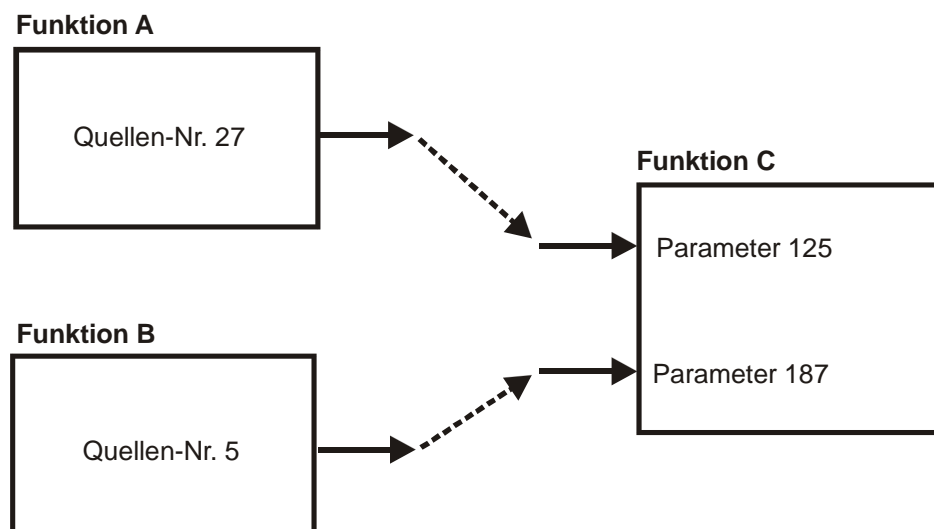 Funktion A
Quellen-Nr. 27
Funktion C
Parameter 125
Funktion B
Parameter 187
Quellen-Nr. 5